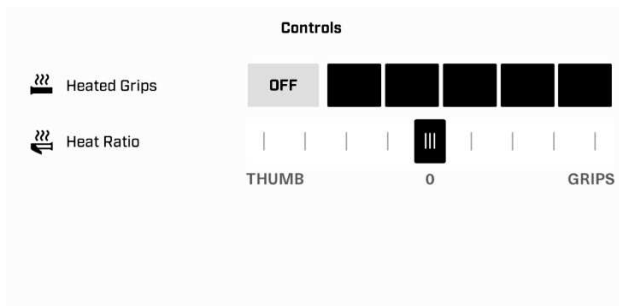 Controls
Heated Grips
OFF
Heat Ratio
THUMB 0 GRIPS